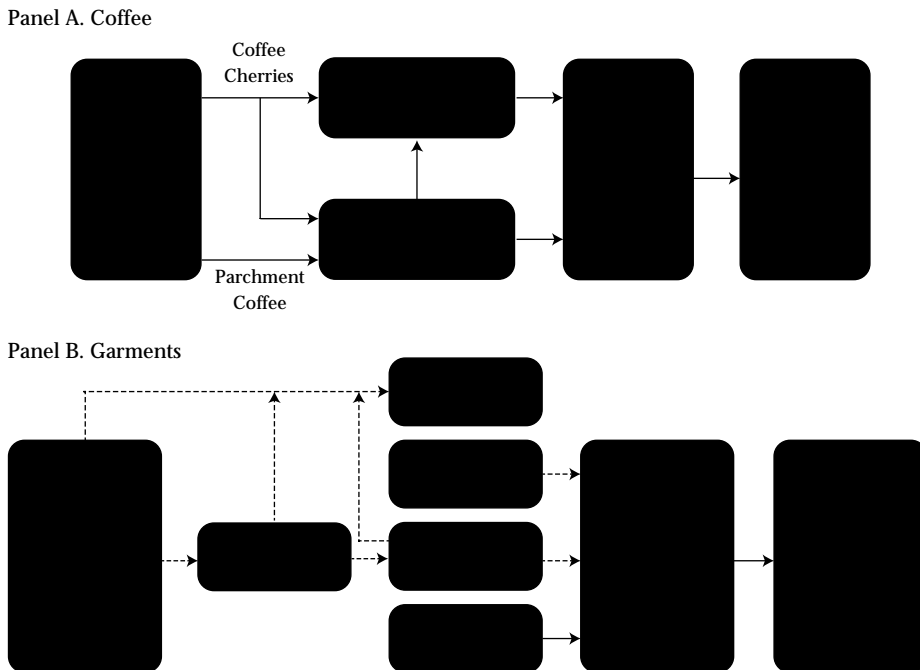 Panel A. Coffee
Coffee
Cherries
Parchment
Coffee
Panel B. Garments